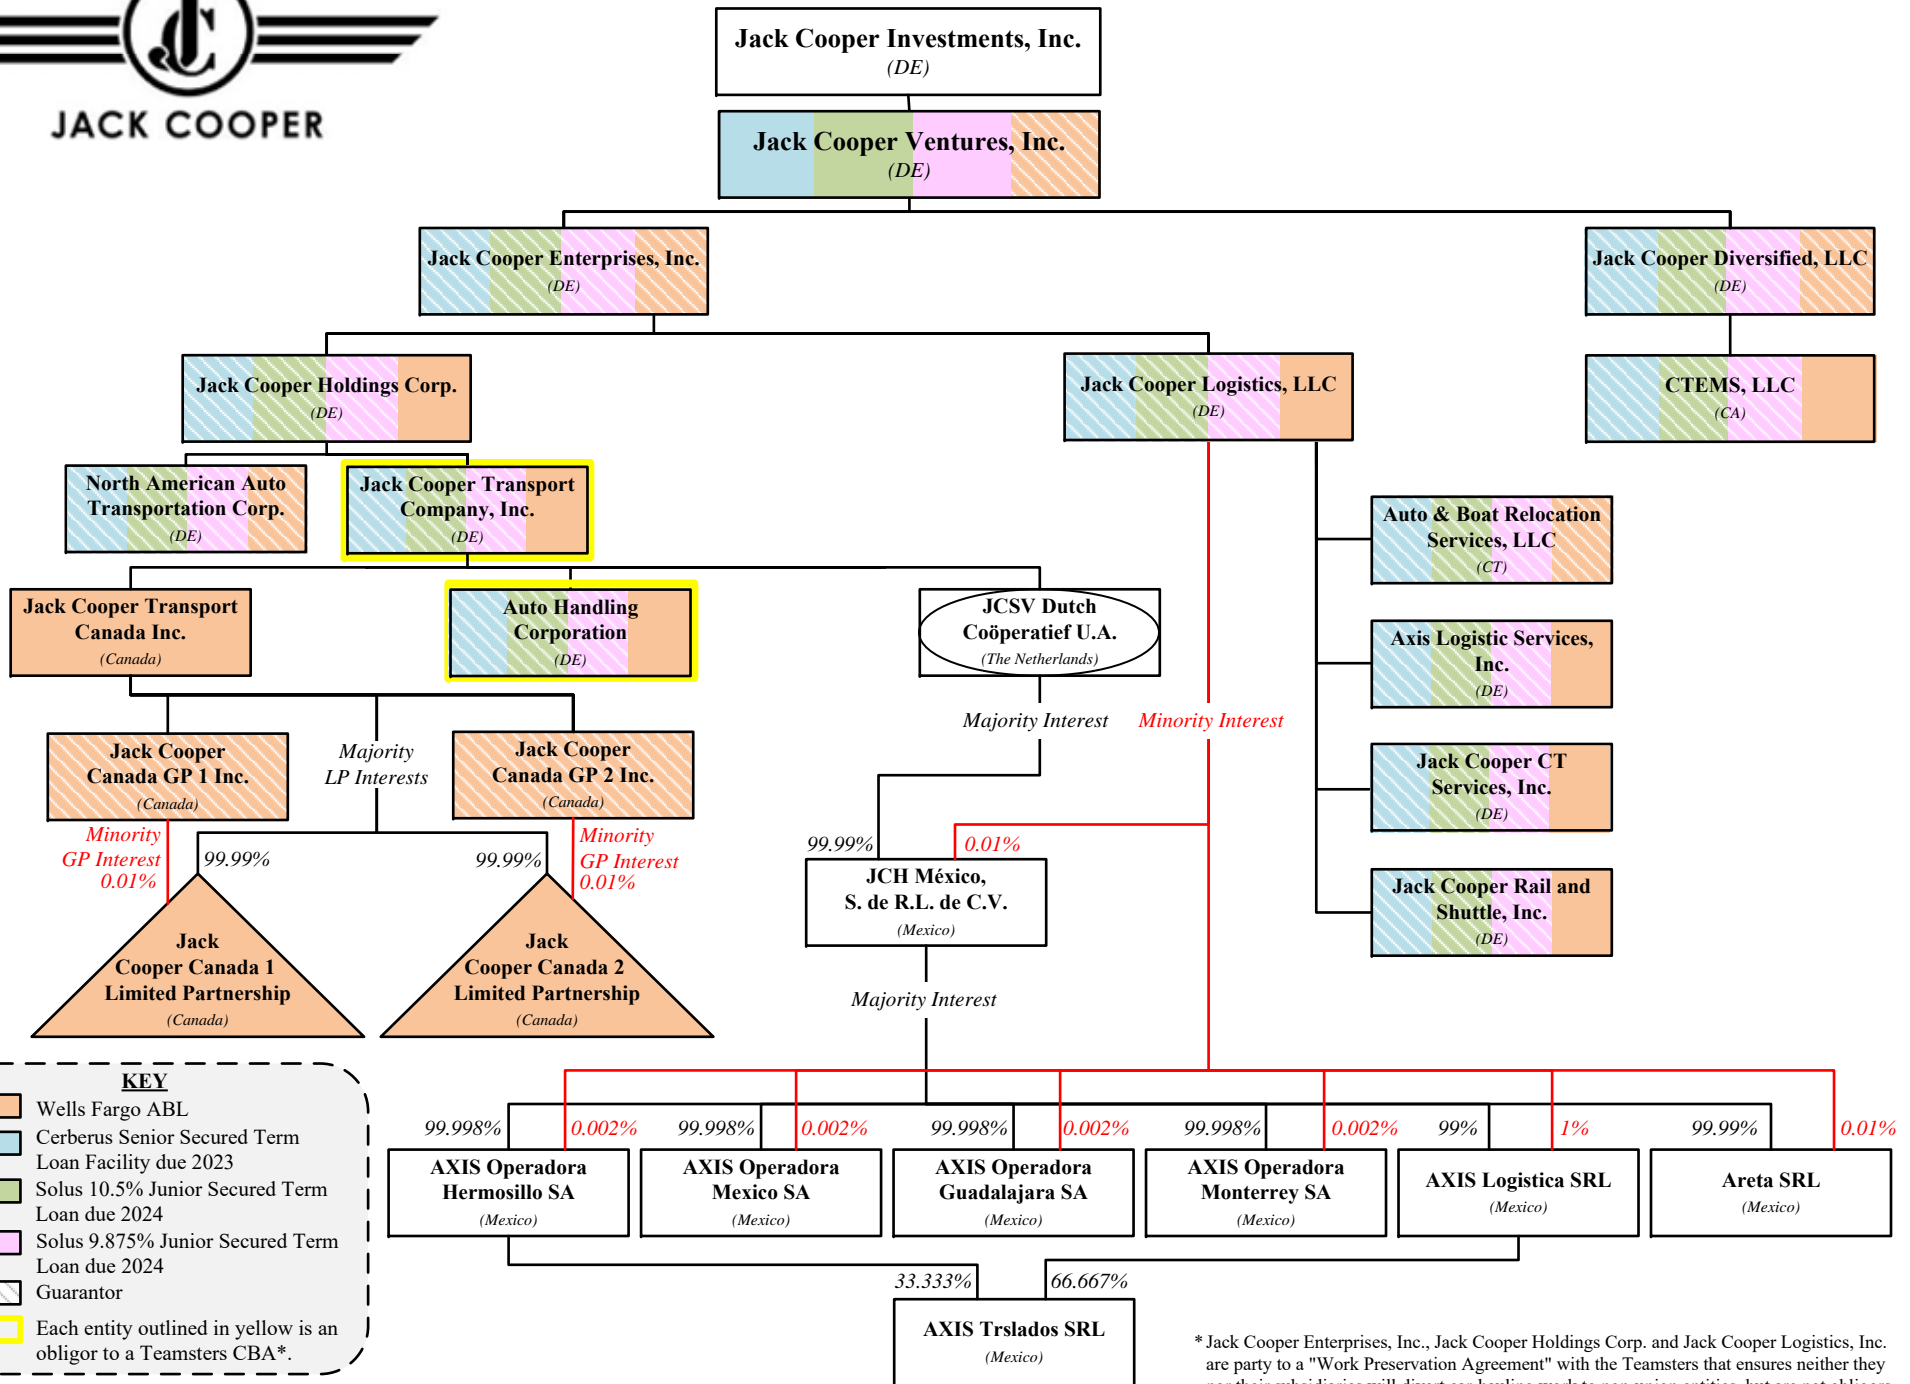 JACK COOPER
Jack Cooper Investments, Inc.
(DE)
Jack Cooper Ventures, Inc.
(DE)
Jack Cooper Enterprises, Inc.
(DE)
Jack Cooper Diversified, LLC
(DE)
Jack Cooper Holdings Corp.
(DE)
Jack Cooper Logistics, LLC
(DE)
CTEMS, LLC
(CA)
North American Auto
Transportation Corp.
(DE)
Jack Cooper Transport
Company, Inc.
(DE)
Auto & Boat Relocation
Services, LLC
(CT)
Jack Cooper Transport
Canada Inc.
(Canada)
Auto Handling
Corporation
(DE)
JCSV Dutch
Coöperatief U.A.
(The Netherlands)
Axis Logistic Services,
Inc.
(DE)
Majority Interest
Minority Interest
Jack Cooper
Canada GP 1 Inc.
(Canada)
Majority
LP Interests
Jack Cooper
Canada GP 2 Inc.
(Canada)
Jack Cooper CT
Services, Inc.
(DE)
Minority
GP Interest
0.01%
99.99%
99.99%
Minority
GP Interest
0.01%
99.99%
0.01%
JCH México,
S. de R.L. de C.V.
(Mexico)
Jack Cooper Rail and
Shuttle, Inc.
(DE)
Jack
Cooper Canada 1
Limited Partnership
(Canada)
Jack
Cooper Canada 2
Limited Partnership
(Canada)
Majority Interest
KEY
Wells Fargo ABL
Cerberus Senior Secured Term
Loan Facility due 2023
Solus 10.5% Junior Secured Term
Loan due 2024
Solus 9.875% Junior Secured Term
Loan due 2024
Guarantor
Each entity outlined in yellow is an
obligor to a Teamsters CBA*.
99.998%
0.002%
99.998%
0.002%
99.998%
0.002%
99.998%
0.002%
99%
1%
99.99%
0.01%
AXIS Operadora
Hermosillo SA
(Mexico)
AXIS Operadora
Mexico SA
(Mexico)
AXIS Operadora
Guadalajara SA
(Mexico)
AXIS Operadora
Monterrey SA
(Mexico)
AXIS Logistica SRL
(Mexico)
Areta SRL
(Mexico)
33.333%
66.667%
AXIS Trslados SRL
(Mexico)
* Jack Cooper Enterprises, Inc., Jack Cooper Holdings Corp. and Jack Cooper Logistics, Inc.
are party to a "Work Preservation Agreement" with the Teamsters that ensures neither they